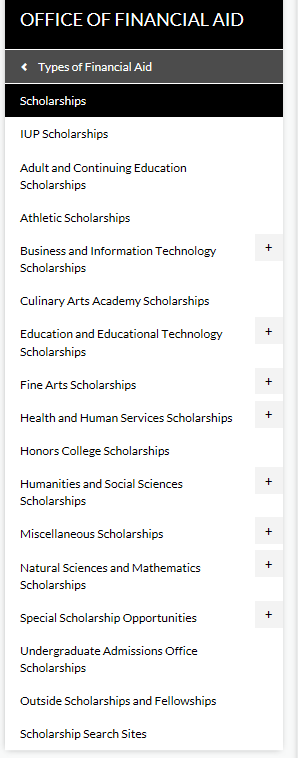 OFFICE OF FINANCIAL AID
Types of Financial Aid
Scholarships
IUP Scholarships
Adult and Continuing Education
Scholarships
Athletic Scholarships
Business and Information Technology +
Scholarships
Culinary Arts Academy Scholarships
Education and Educational Technology +
Scholarships
Fine Arts Scholarships +
Health and Human Services Scholarships +
Honors College Scholarships
Humanities and Social Sciences +
Scholarships
Miscellaneous Scholarships +
Natural Sciences and Mathematics +
Scholarships
Special Scholarship Opportunities +
Undergraduate Admissions Office
Scholarships
Outside Scholarships and Fellowships
Scholarship Search Sites